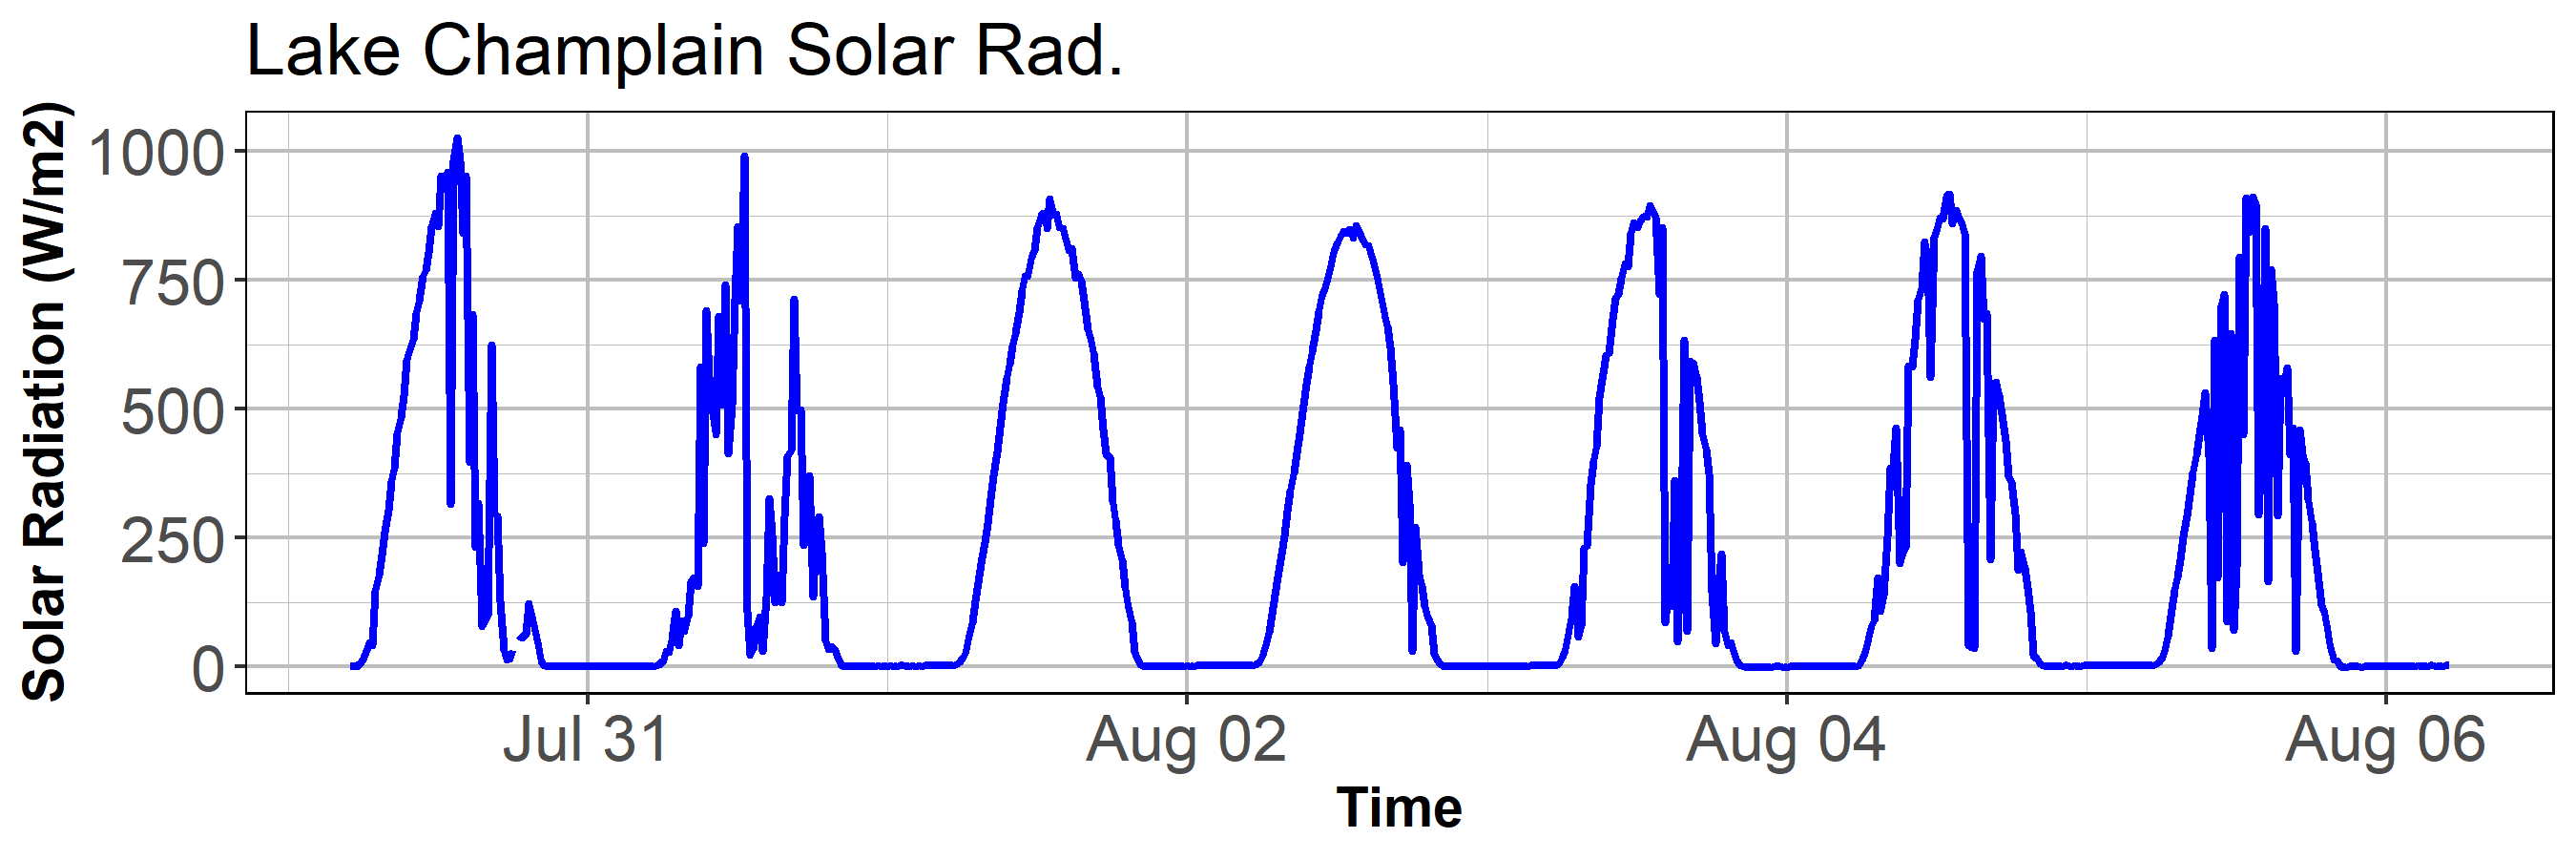 Lake Champlain Solar Rad.
Solar Radiation (W/m2)
1000
750
500
250
0
Jul 31 Aug 02 Aug 04 Aug 06
Time